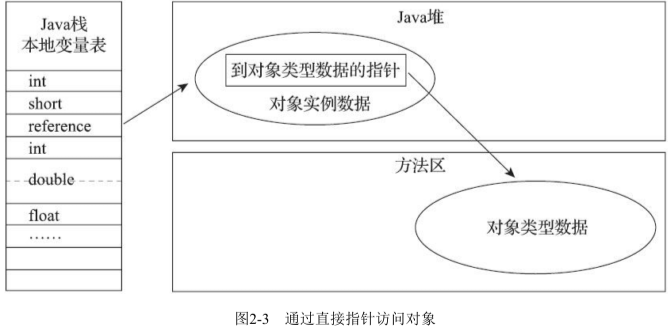 Java栈
本地变量表
int
short
reference
int
double
float
……
Java堆
到对象类型数据的指针
对象实例数据
方法区
对象类型数据
图2-3 通过直接指针访问对象